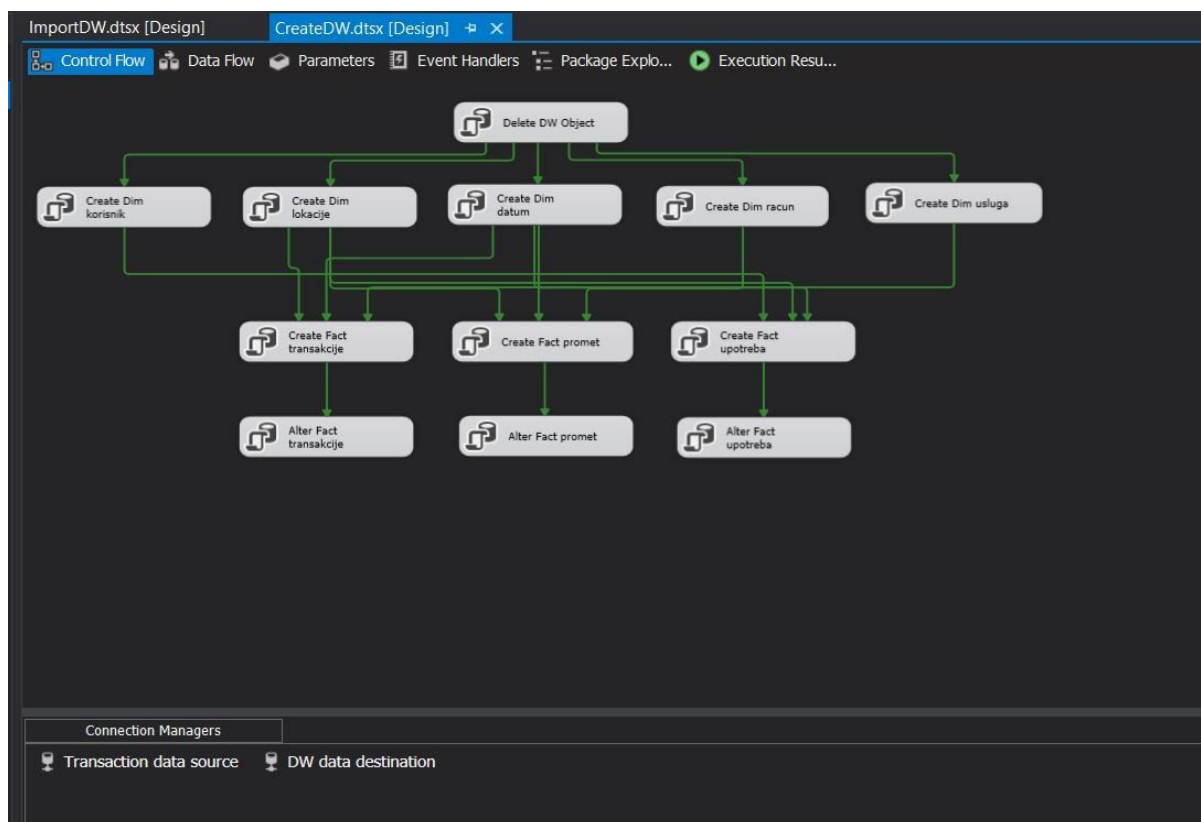 ImportDW.dtsx [Design]
CreateDW.dtsx [Design]
Control Flow
Data Flow
Parameters
Event Handlers
Package Explo...
Execution Resu...
Delete DW Object
Create Dim
korisnik
Create Dim
lokacije
Create Dim
datum
Create Dim racun
Create Dim usluga
Create Fact
transakcije
Create Fact promet
Create Fact
upotreba
Alter Fact
transakcije
Alter Fact promet
Alter Fact
upotreba
Connection Managers
Transaction data source
DW data destination